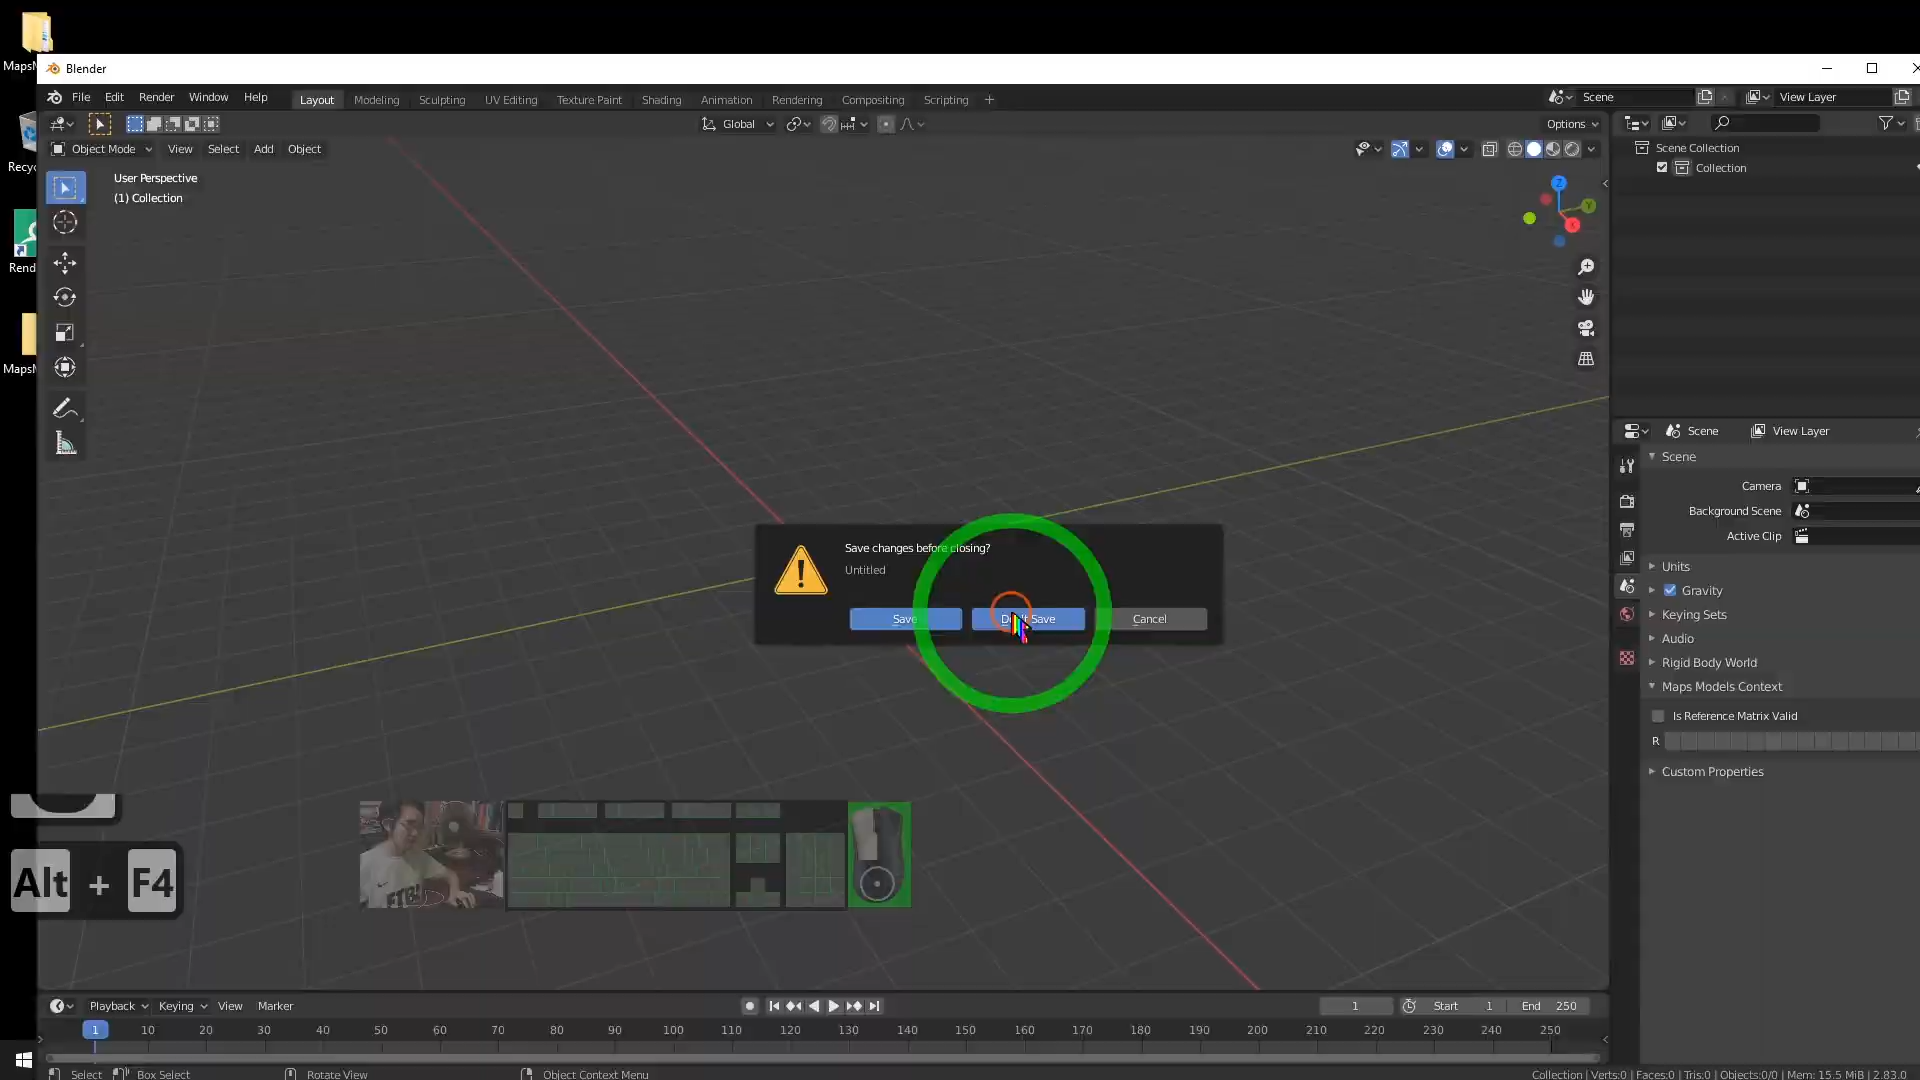 MapsM
Blender
File Edit Render Window Help
Layout Modeling Sculpting UV Editing Texture Paint Shading Animation Rendering Compositing Scripting +
Scene View Layer
Global
Options
Object Mode View Select Add Object
Scene Collection
Collection
Recyc
User Perspective
(1) Collection
Z
Y
X
Rend
MapsM
Scene View Layer
Scene
Camera
Background Scene
Active Clip
Save changes before closing?
Untitled
Save
Save
Cancel
Units
Gravity
Keying Sets
Audio
Rigid Body World
Maps Models Context
Is Reference Matrix Valid
R
Custom Properties
Alt + F4
Playback Keying View Marker
1 Start 1 End 250
1 10 20 30 40 50 60 70 80 90 100 110 120 130 140 150 160 170 180 190 200 210 220 230 240 250
Select Box Select Rotate View Object Context Menu
Collection | Verts:0 | Faces:0 | Tris:0 | Objects:0/0 | Mem: 15.5 MiB | 2.83.0